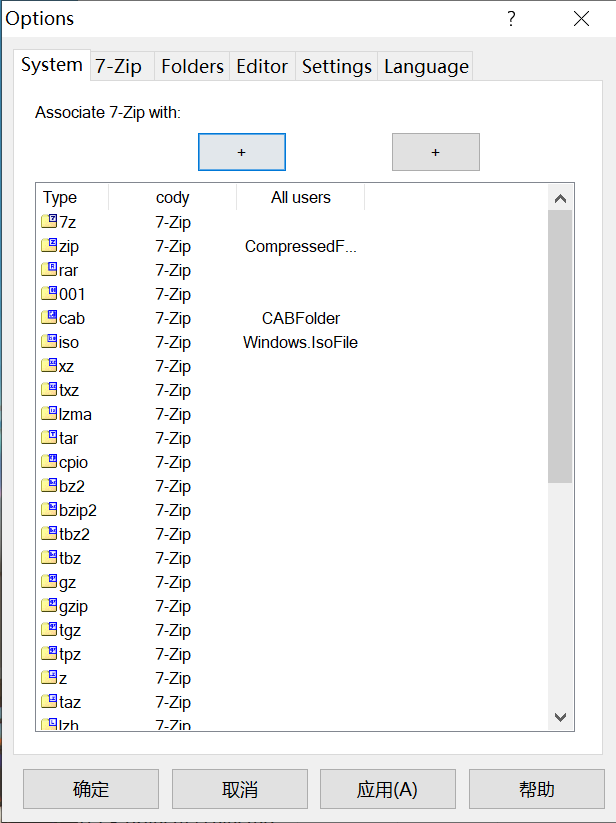 Options
System 7-Zip Folders Editor Settings Language
Associate 7-Zip with:
+ +
Type cody All users
7z 7-Zip
zip 7-Zip CompressedF...
rar 7-Zip
001 7-Zip
cab 7-Zip CABFolder
iso 7-Zip Windows.IsoFile
xz 7-Zip
txz 7-Zip
lzma 7-Zip
tar 7-Zip
cpio 7-Zip
bz2 7-Zip
bzip2 7-Zip
tbz2 7-Zip
tbz 7-Zip
gz 7-Zip
gzip 7-Zip
tgz 7-Zip
tpz 7-Zip
z 7-Zip
taz 7-Zip
lzh 7-Zip
确定 取消 应用(A) 帮助